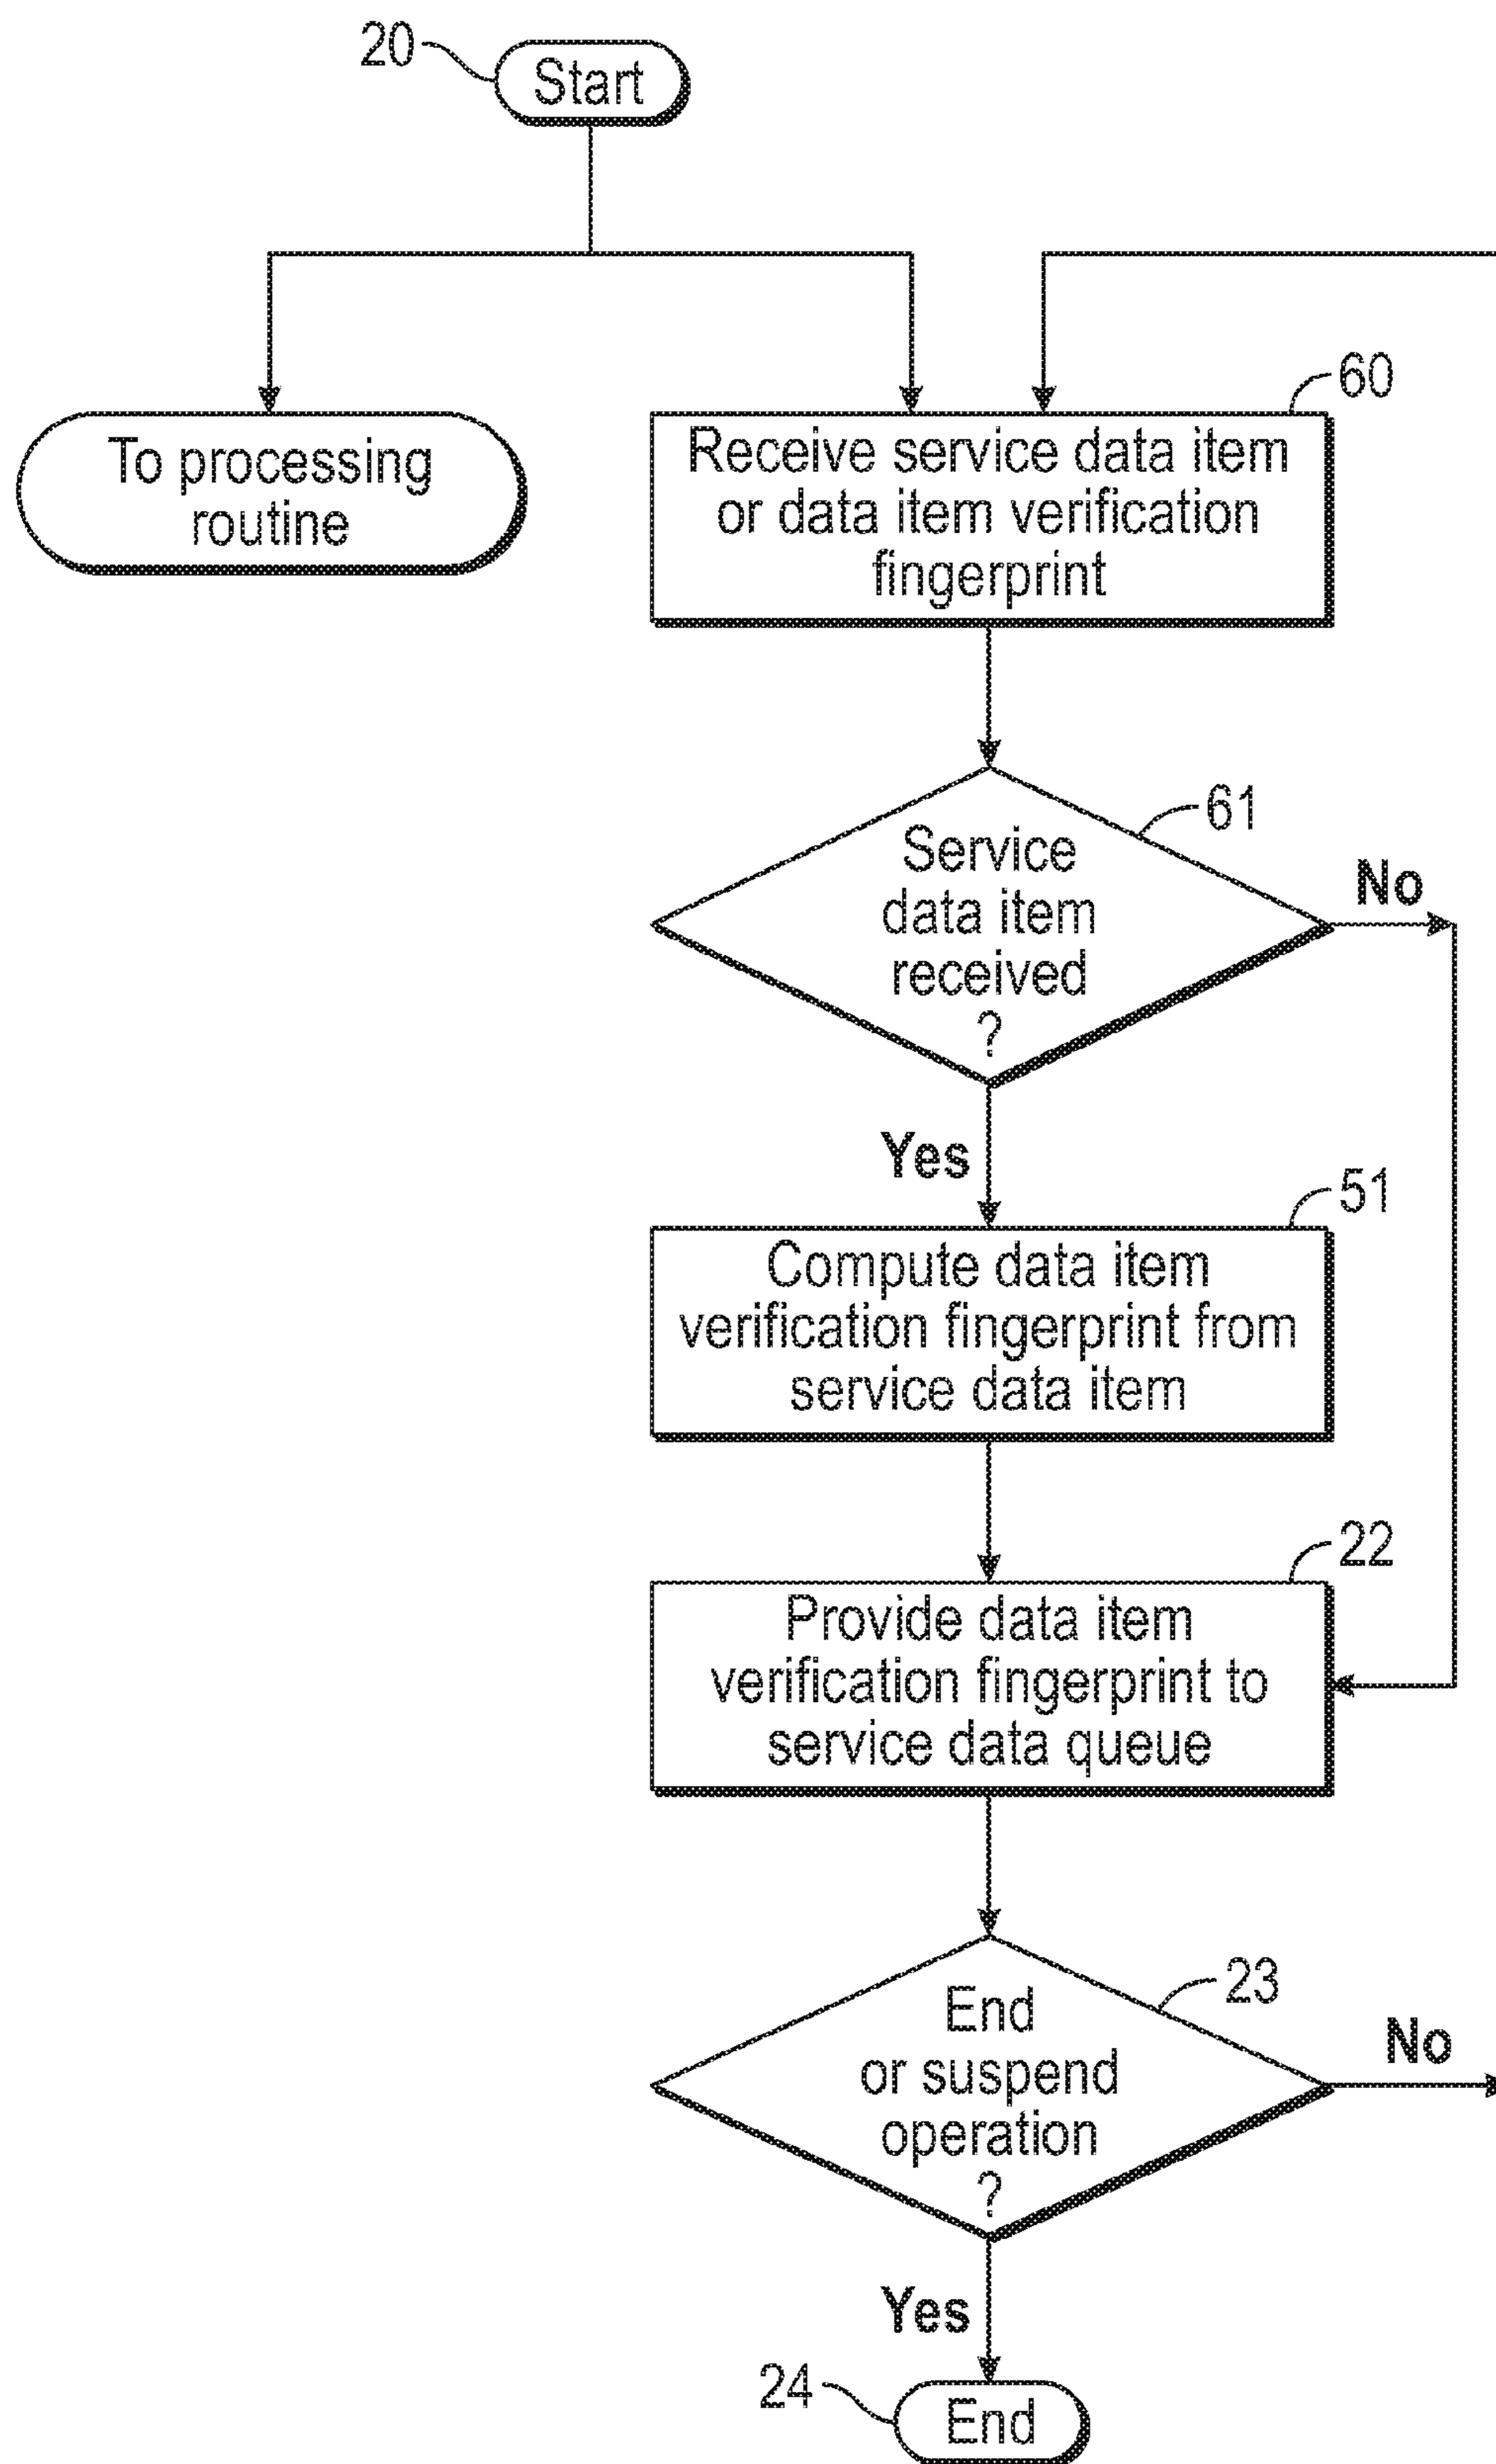 20
Start
To processing
routine
60
Receive service data item
or data item verification
fingerprint
61
Service
data item
received
?
No
Yes
51
Compute data item
verification fingerprint from
service data item
22
Provide data item
verification fingerprint to
service data queue
23
End
or suspend
operation
?
No
Yes
24
End